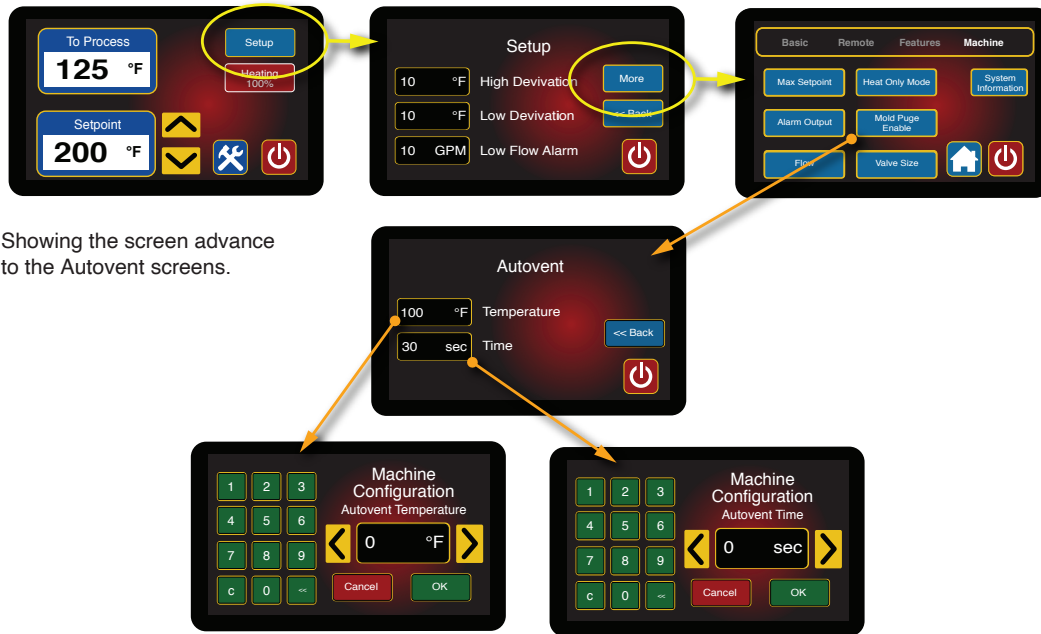 To Process
125 °F
Setup
Heating
100%
Setpoint
200 °F
Setup
10 °F High Devivation
More
10 °F Low Devivation
<< Back
10 GPM Low Flow Alarm
Basic Remote Features Machine
Max Setpoint
Heat Only Mode
System
Information
Alarm Output
Mold Puge
Enable
Flow
Valve Size
Showing the screen advance
to the Autovent screens.
Autovent
100 °F Temperature
<< Back
30 sec Time
1 2 3
4 5 6
7 8 9
c 0 <<
Machine
Configuration
Autovent Temperature
0 °F
Cancel
OK
1 2 3
4 5 6
7 8 9
c 0 <<
Machine
Configuration
Autovent Time
0 sec
Cancel
OK